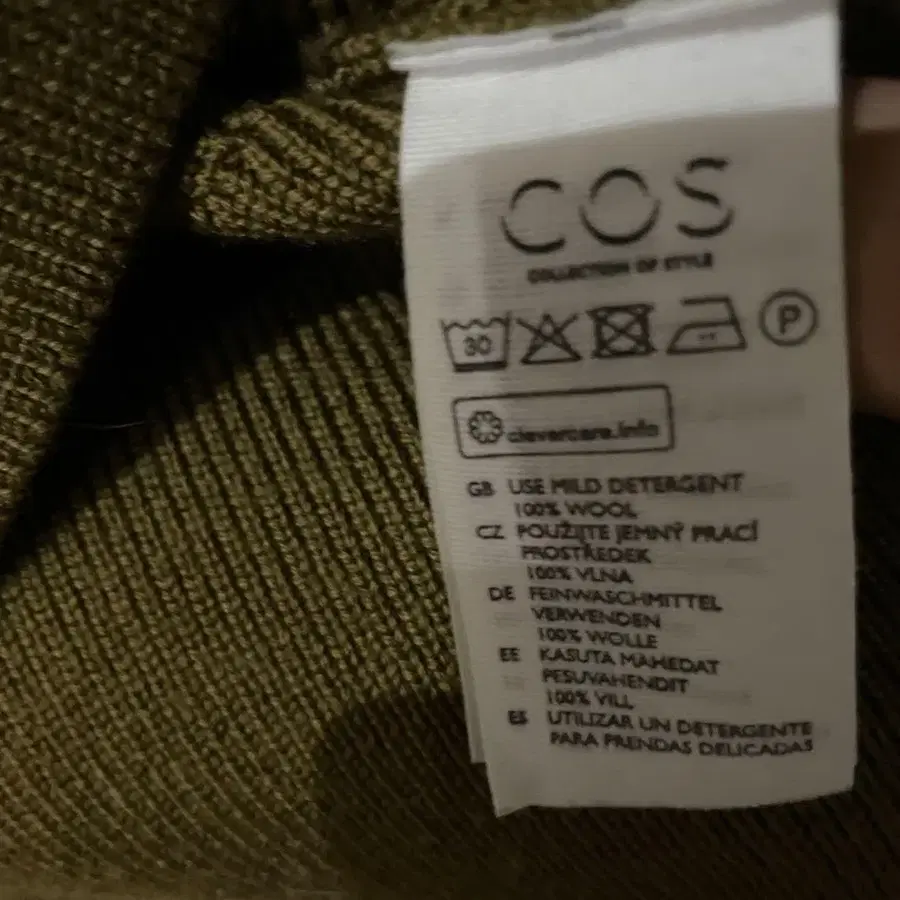 COS
COLLECTION OF STYLE
30
P
clevercare.info
GB USE MILD DETERGENT
100% WOOL
CZ POUŽIJTE JEMNÝ PRACÍ
PROSTŘEDEK
100% VLNA
DE FEINWASCHMITTEL
VERWENDEN
100% WOLLE
EE KASUTA MAHEDAT
PESUVAHENDIT
100% VILL
ES UTILIZAR UN DETERGENTE
PARA PRENDAS DELICADAS